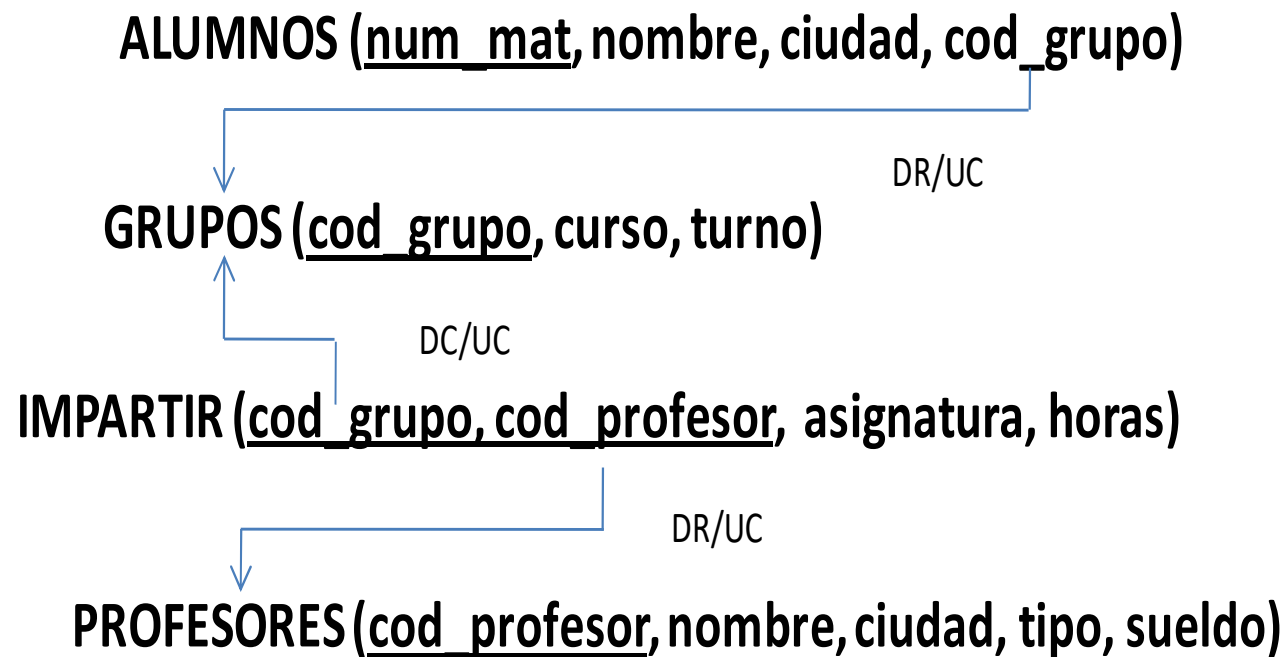 ALUMNOS (num_mat, nombre, ciudad, cod_grupo)
DR/UC
GRUPOS (cod_grupo, curso, turno)
DC/UC
IMPARTIR (cod_grupo, cod_profesor, asignatura, horas)
DR/UC
PROFESORES (cod_profesor, nombre, ciudad, tipo, sueldo)